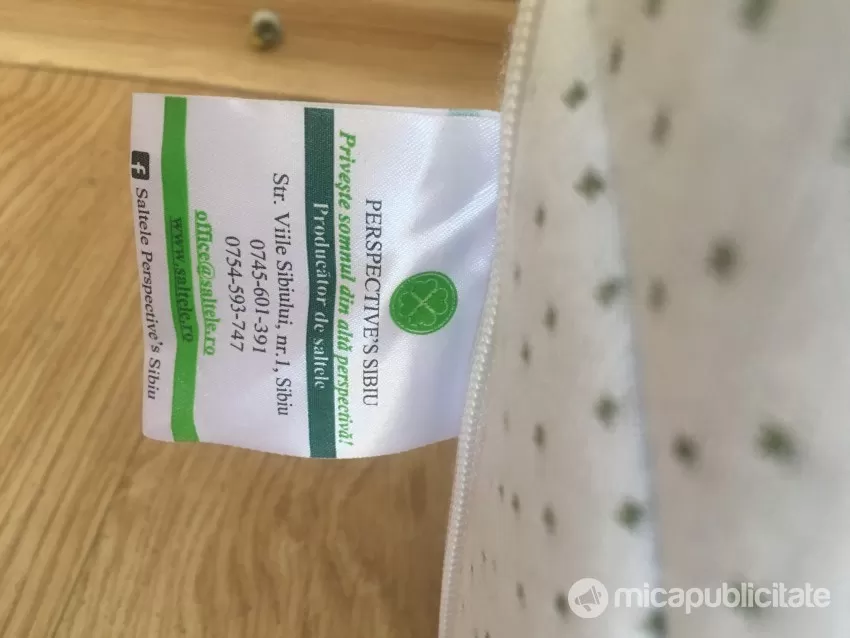 PERSPECTIVE'S SIBIU
Privește somnul din altă perspectivă!
Producător de saltele
Str. Viile Sibiului, nr.1, Sibiu
0745-601-391
0754-593-747
office@saltele.ro
www.saltele.ro
f Saltele Perspective's Sibiu
micapublicitate